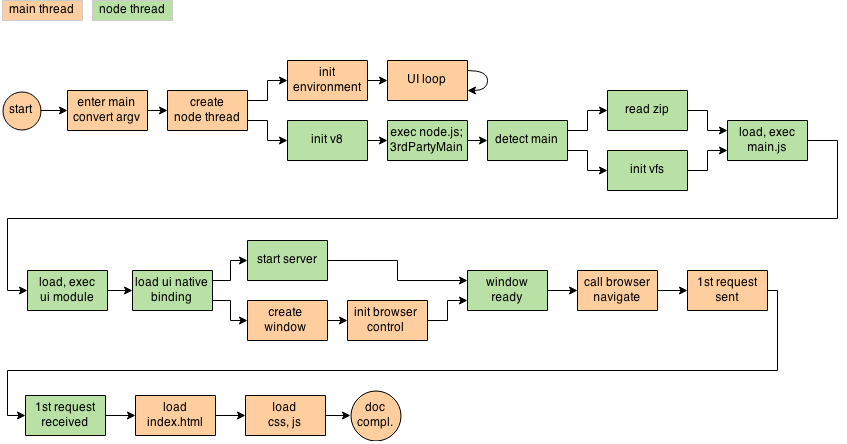 main thread
node thread
start
enter main
convert argv
create
node thread
init
environment
UI loop
init v8
exec node.js;
3rdPartyMain
detect main
read zip
init vfs
load, exec
main.js
load, exec
ui module
load ui native
binding
start server
create
window
init browser
control
window
ready
call browser
navigate
1st request
sent
1st request
received
load
index.html
load
css, js
doc
compl.